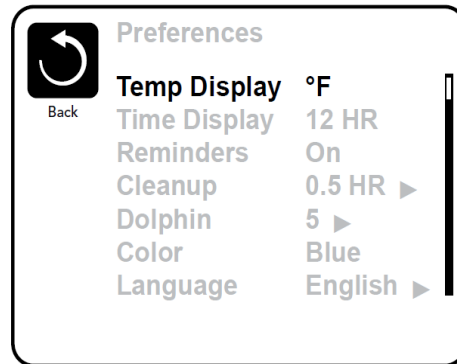 Preferences
Back
Temp Display °F
Time Display 12 HR
Reminders On
Cleanup 0.5 HR
Dolphin 5
Color Blue
Language English